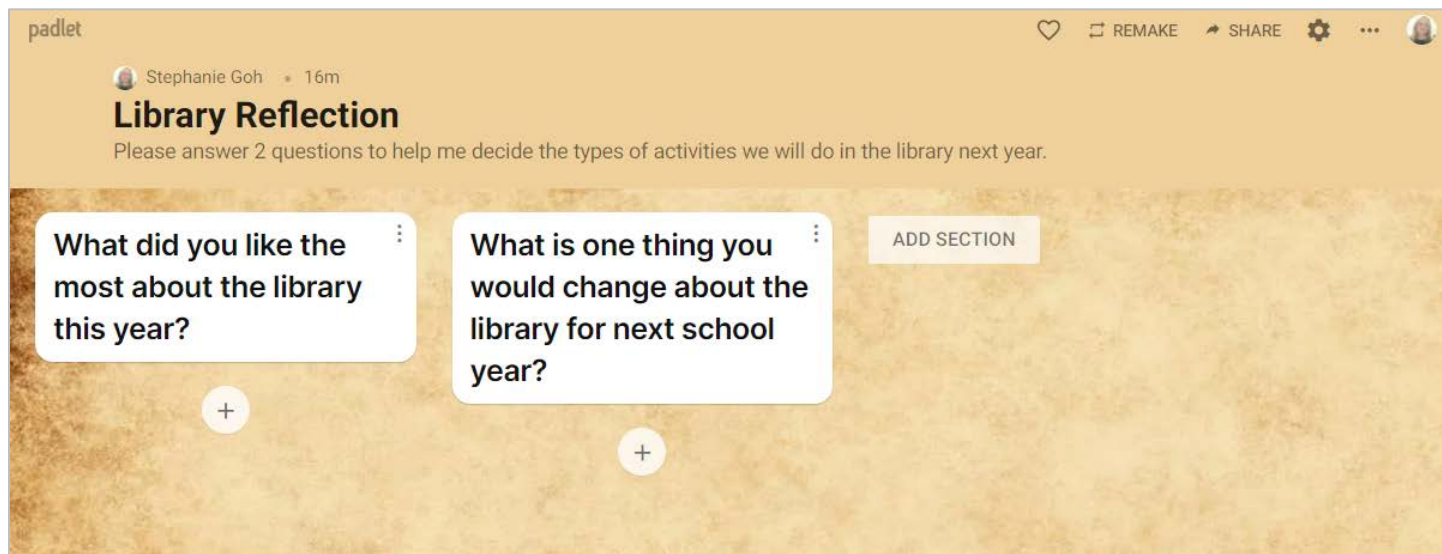 padlet
REMAKE
SHARE
Stephanie Goh • 16m
Library Reflection
Please answer 2 questions to help me decide the types of activities we will do in the library next year.
What did you like the
most about the library
this year?
What is one thing you
would change about the
library for next school
year?
ADD SECTION